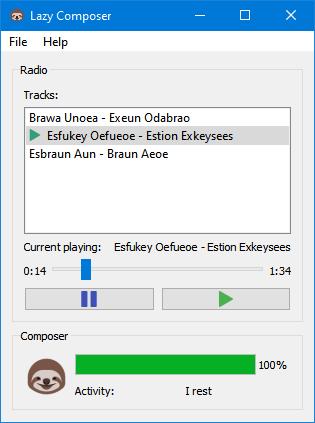 Lazy Composer
File Help
Radio
Tracks:
Brawa Unoea - Exeun Odabrao
Esfukey Oefueoe - Estion Exkeysees
Esbraun Aun - Braun Aeoe
Current playing: Esfukey Oefueoe - Estion Exkeysees
0:14 1:34
Composer
100%
Activity: I rest